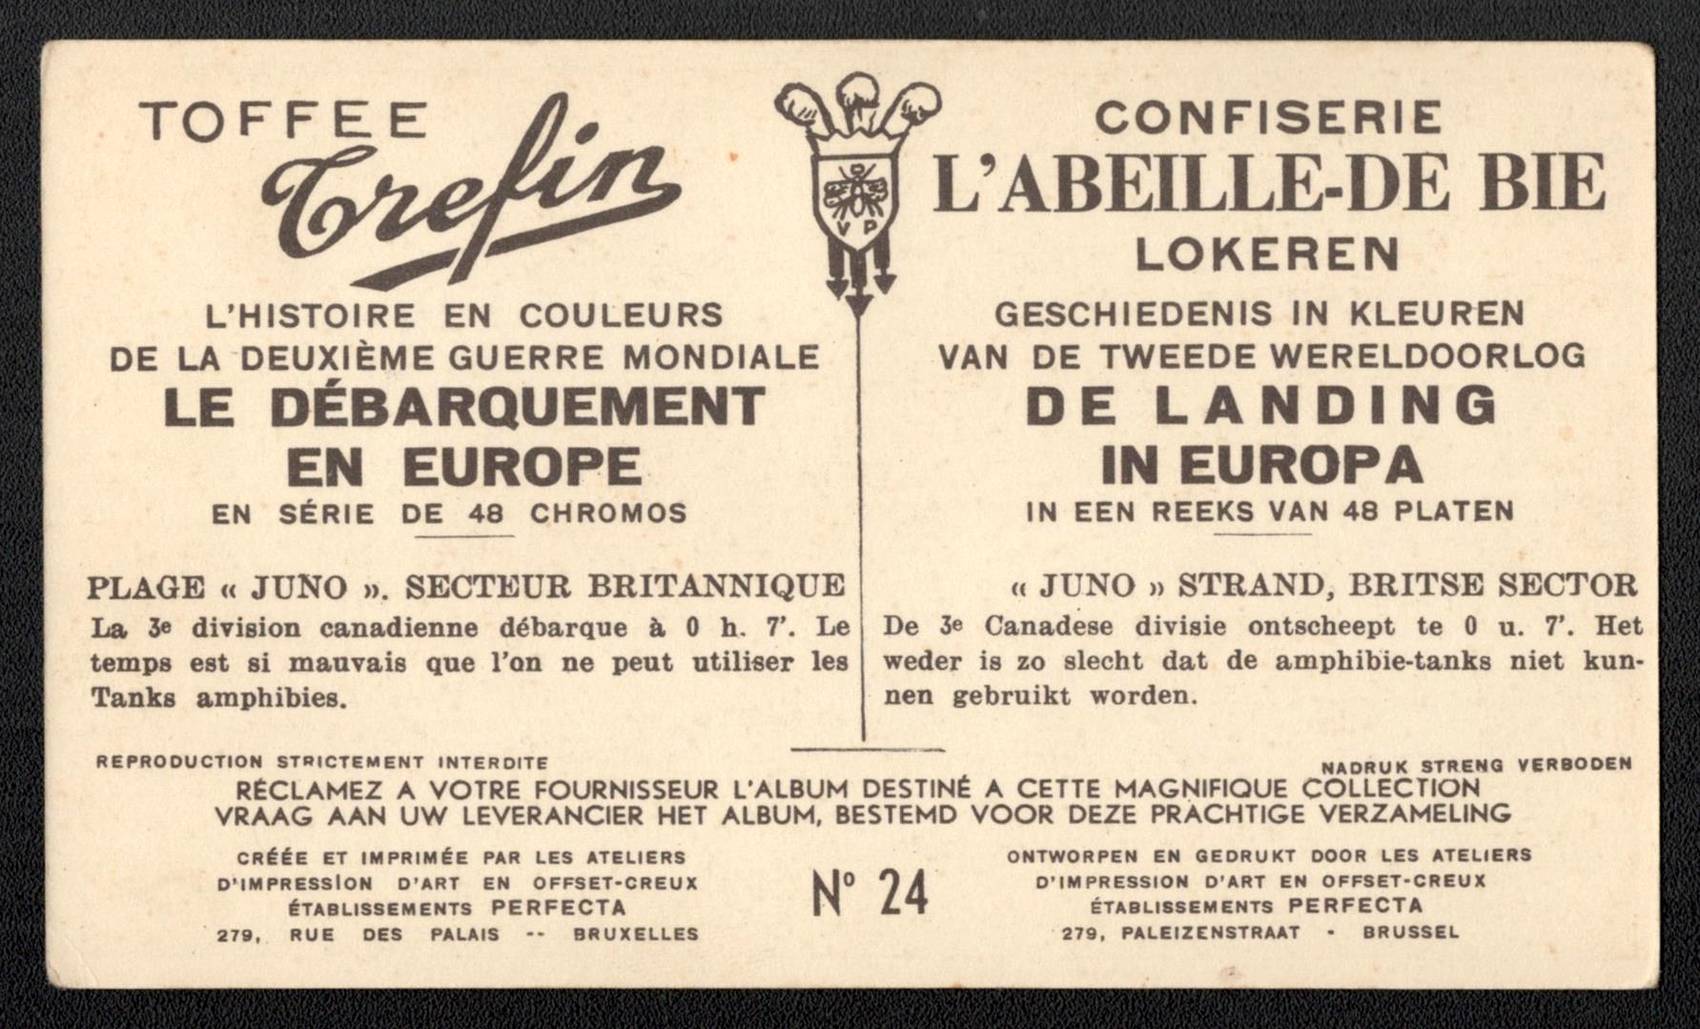 TOFFEE
Trefin
L'HISTOIRE EN COULEURS
DE LA DEUXIÈME GUERRE MONDIALE
LE DÉBARQUEMENT
EN EUROPE
EN SÉRIE DE 48 CHROMOS
PLAGE « JUNO ». SECTEUR BRITANNIQUE
La 3e division canadienne débarque à 0 h. 7'. Le
temps est si mauvais que l'on ne peut utiliser les
Tanks amphibies.
REPRODUCTION STRICTEMENT INTERDITE
V P
CONFISERIE
L'ABEILLE-DE BIE
LOKEREN
GESCHIEDENIS IN KLEUREN
VAN DE TWEEDE WERELDOORLOG
DE LANDING
IN EUROPA
IN EEN REEKS VAN 48 PLATEN
« JUNO » STRAND, BRITSE SECTOR
De 3e Canadese divisie ontscheept te 0 u. 7'. Het
weder is zo slecht dat de amphibie-tanks niet kun-
nen gebruikt worden.
NADRUK STRENG VERBODEN
RÉCLAMEZ A VOTRE FOURNISSEUR L'ALBUM DESTINÉ A CETTE MAGNIFIQUE COLLECTION
VRAAG AAN UW LEVERANCIER HET ALBUM, BESTEMD VOOR DEZE PRACHTIGE VERZAMELING
CRÉÉE ET IMPRIMÉE PAR LES ATELIERS
D'IMPRESSION D'ART EN OFFSET-CREUX
ÉTABLISSEMENTS PERFECTA
279, RUE DES PALAIS -- BRUXELLES
Nº 24
ONTWORPEN EN GEDRUKT DOOR LES ATELIERS
D'IMPRESSION D'ART EN OFFSET-CREUX
ÉTABLISSEMENTS PERFECTA
279, PALEIZENSTRAAT - BRUSSEL